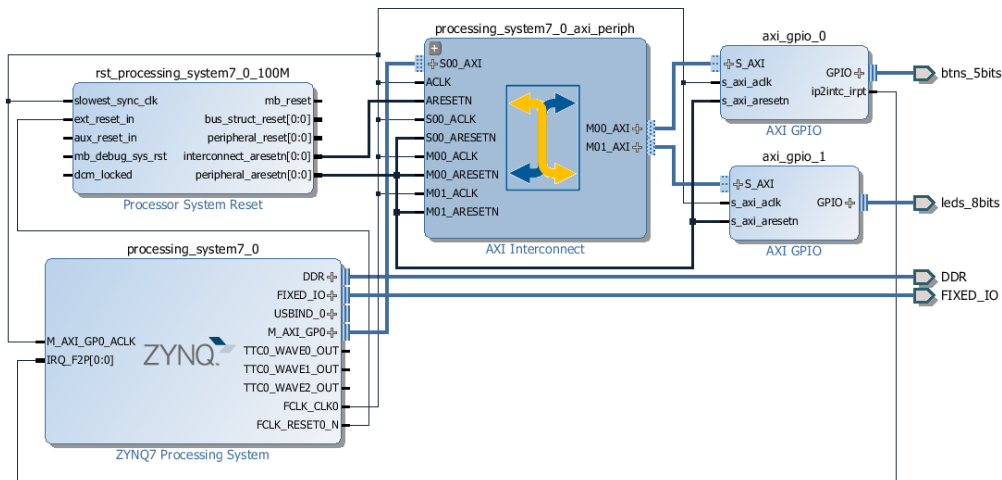 processing_system7_0_axi_periph
S00_AXI
ACLK
ARESETN
S00_ACLK
S00_ARESETN
M00_ACLK
M00_ARESETN
M01_ACLK
M01_ARESETN
M00_AXI
M01_AXI
AXI Interconnect
axi_gpio_0
S_AXI
s_axi_aclk
s_axi_aresetn
GPIO
ip2intc_irpt
AXI GPIO
btns_5bits
rst_processing_system7_0_100M
slowest_sync_clk
ext_reset_in
aux_reset_in
mb_debug_sys_rst
dcm_locked
mb_reset
bus_struct_reset[0:0]
peripheral_reset[0:0]
interconnect_aresetn[0:0]
peripheral_aresetn[0:0]
Processor System Reset
axi_gpio_1
S_AXI
s_axi_aclk
s_axi_aresetn
GPIO
AXI GPIO
leds_8bits
processing_system7_0
M_AXI_GP0_ACLK
IRQ_F2P[0:0]
ZYNQ
DDR
FIXED_IO
USBIND_0
M_AXI_GP0
TTC0_WAVE0_OUT
TTC0_WAVE1_OUT
TTC0_WAVE2_OUT
FCLK_CLK0
FCLK_RESET0_N
ZYNQ7 Processing System
DDR
FIXED_IO